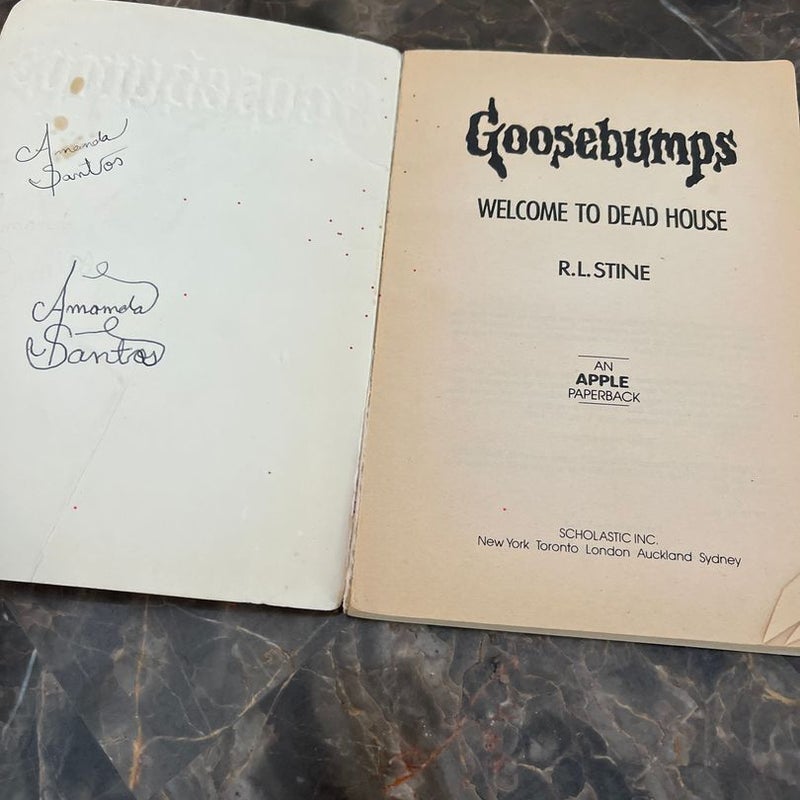 Amanda
Santos
Amanda
Santos
Goosebumps
WELCOME TO DEAD HOUSE
R.L. STINE
AN
APPLE
PAPERBACK
SCHOLASTIC INC.
New York Toronto London Auckland Sydney